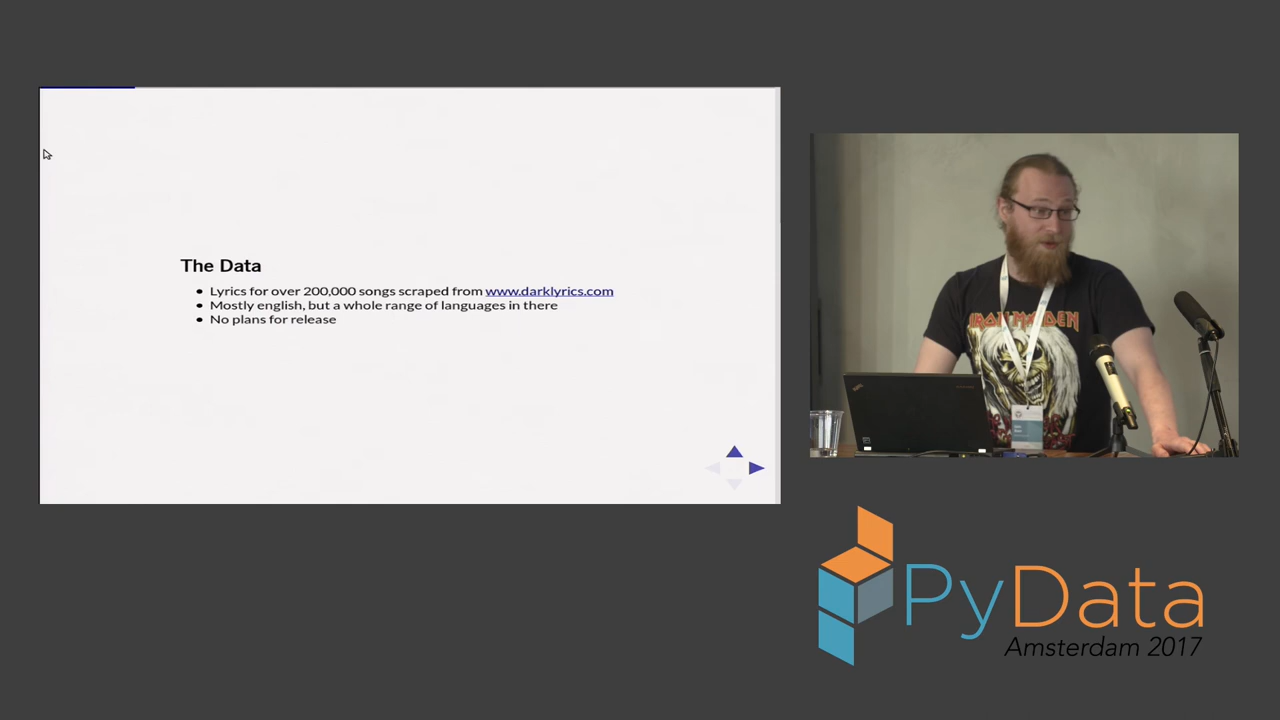 The Data
Lyrics for over 200,000 songs scraped from www.darklyrics.com
Mostly english, but a whole range of languages in there
No plans for release
IRON MAIDEN
PyData
Amsterdam 2017